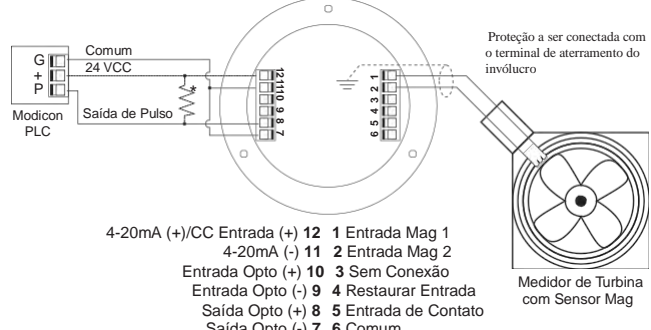 Proteção a ser conectada com
o terminal de aterramento do
invólucro
G
+
P
Comum
24 VCC
Saída de Pulso
*
Modicon
PLC
12
11
10
9
8
7
1
2
3
4
5
6
4-20mA (+)/CC Entrada (+) 12 1 Entrada Mag 1
4-20mA (-) 11 2 Entrada Mag 2
Entrada Opto (+) 10 3 Sem Conexão
Entrada Opto (-) 9 4 Restaurar Entrada
Saída Opto (+) 8 5 Entrada de Contato
Saída Opto (-) 7 6 Comum
Medidor de Turbina
com Sensor Mag